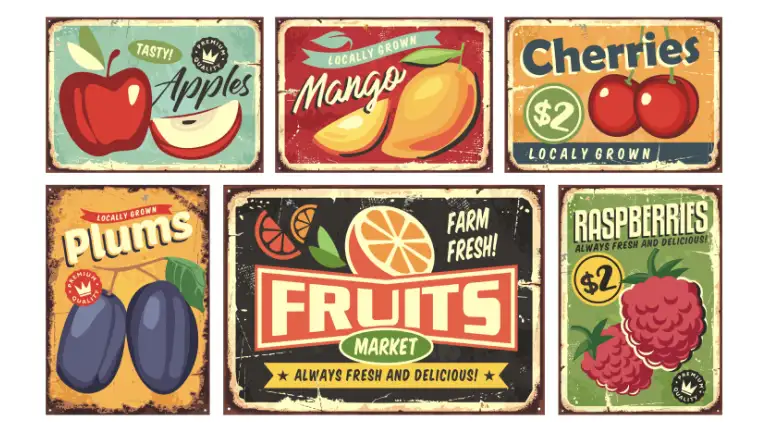 TASTY!
PREMIUM QUALITY
Apples
LOCALLY GROWN
Mango
Cherries
$2
LOCALY GROWN
LOCALLY GROWN
Plums
PREMIUM QUALITY
FARM
FRESH!
FRUITS
MARKET
ALWAYS FRESH AND DELICIOUS!
RASPBERRIES
ALWAYS FRESH AND DELICIOUS!
$2
PREMIUM QUALITY